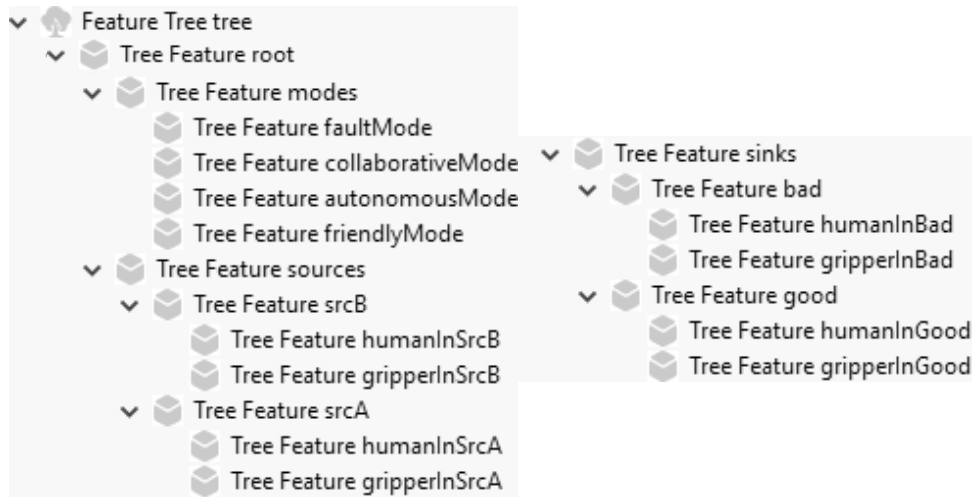 Feature Tree tree
Tree Feature root
Tree Feature modes
Tree Feature faultMode
Tree Feature collaborativeMode
Tree Feature autonomousMode
Tree Feature friendlyMode
Tree Feature sources
Tree Feature srcB
Tree Feature humanInSrcB
Tree Feature gripperInSrcB
Tree Feature srcA
Tree Feature humanInSrcA
Tree Feature gripperInSrcA
Tree Feature sinks
Tree Feature bad
Tree Feature humanInBad
Tree Feature gripperInBad
Tree Feature good
Tree Feature humanInGood
Tree Feature gripperInGood